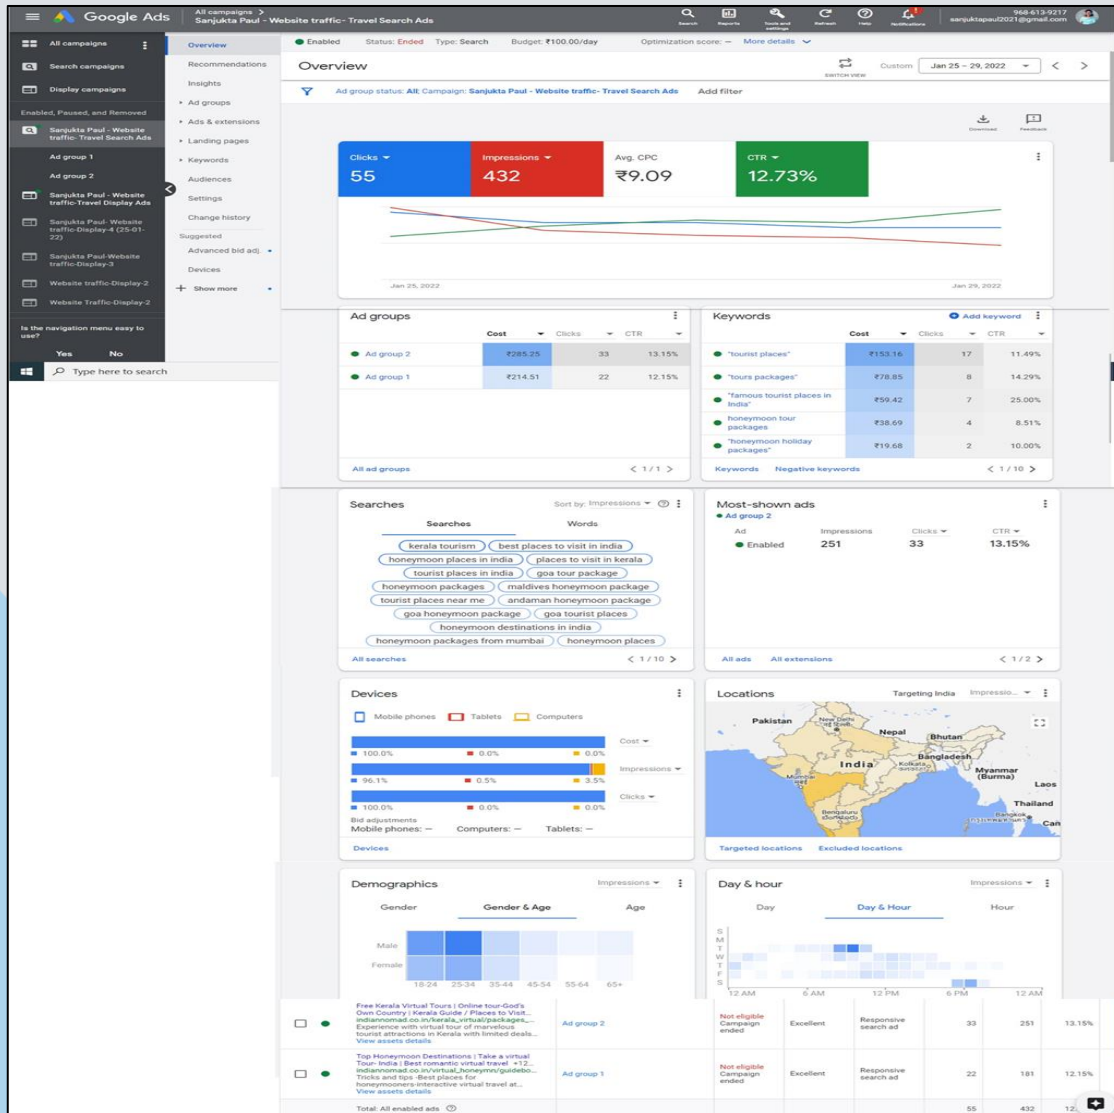 Google Ads
All campaigns >
Sanjukta Paul - Website traffic- Travel Search Ads
Search
Reports
Tools and settings
Refresh
Help
Notifications
968-613-9217
sanjuktapaul2021@gmail.com
All campaigns
Search campaigns
Display campaigns
Enabled, Paused, and Removed
Sanjukta Paul - Website
traffic- Travel Search Ads
Ad group 1
Ad group 2
Sanjukta Paul - Website
traffic-Travel Display Ads
Sanjukta Paul- Website
traffic-Display-4 (25-01-
22)
Sanjukta Paul-Website
traffic-Display-3
Website traffic-Display-2
Website Traffic-Display-2
Is the navigation menu easy to
use?
Yes No
Type here to search
Overview
Recommendations
Insights
Ad groups
Ads & extensions
Landing pages
Keywords
Audiences
Settings
Change history
Suggested
Advanced bid adj.
Devices
+ Show more
Enabled Status: Ended Type: Search Budget: ₹100.00/day Optimization score: – More details
Overview
SWITCH VIEW
Custom Jan 25 – 29, 2022
Ad group status: All; Campaign: Sanjukta Paul - Website traffic- Travel Search Ads Add filter
Download Feedback
Clicks Impressions Avg. CPC CTR
55 432 ₹9.09 12.73%
Jan 25, 2022 Jan 29, 2022
Ad groups
Cost Clicks CTR
Ad group 2 ₹285.25 33 13.15%
Ad group 1 ₹214.51 22 12.15%
All ad groups < 1 / 1 >
Keywords
Add keyword
Cost Clicks CTR
"tourist places" ₹153.16 17 11.49%
"tours packages" ₹78.85 8 14.29%
"famous tourist places in
India" ₹59.42 7 25.00%
honeymoon tour
packages ₹38.69 4 8.51%
"honeymoon holiday
packages" ₹19.68 2 10.00%
Keywords Negative keywords < 1 / 10 >
Searches
Sort by: Impressions
Searches Words
kerala tourism best places to visit in india
honeymoon places in india places to visit in kerala
tourist places in india goa tour package
honeymoon packages maldives honeymoon package
tourist places near me andaman honeymoon package
goa honeymoon package goa tourist places
honeymoon destinations in india
honeymoon packages from mumbai honeymoon places
All searches < 1 / 10 >
Most-shown ads
Ad group 2
Ad Impressions Clicks CTR
Enabled 251 33 13.15%
All ads All extensions < 1 / 2 >
Devices
Mobile phones Tablets Computers
Cost
100.0% 0.0% 0.0%
Impressions
96.1% 0.5% 3.5%
Clicks
100.0% 0.0% 0.0%
Bid adjustments
Mobile phones: – Computers: – Tablets: –
Devices
Locations
Targeting India Impressio...
Pakistan
New Delhi
Nepal
Bhutan
Bangladesh
India
Kolkata
Mumbai
Myanmar
(Burma)
Laos
Thailand
Bengaluru
Bangkok
Targeted locations Excluded locations
Demographics
Impressions
Gender Gender & Age Age
Male
Female
18-24 25-34 35-44 45-54 55-64 65+
Day & hour
Impressions
Day Day & Hour Hour
S
M
T
W
T
F
S
12 AM 6 AM 12 PM 6 PM 12 AM
Free Kerala Virtual Tours | Online tour-God's
Own Country | Kerala Guide / Places to Visit...
indiannomad.co.in/kerala_virtual/packages_...
Experience with virtual tour of marvelous
tourist attractions in Kerala with limited deals...
View assets details
Ad group 2
Not eligible
Campaign
ended
Excellent
Responsive
search ad
33 251 13.15%
Top Honeymoon Destinations | Take a virtual
Tour- India | Best romantic virtual travel +12...
indiannomad.co.in/virtual_honeymn/guidebo...
Tricks and tips -Best places for
honeymooners-interactive virtual travel at...
View assets details
Ad group 1
Not eligible
Campaign
ended
Excellent
Responsive
search ad
22 181 12.15%
Total: All enabled ads 55 432